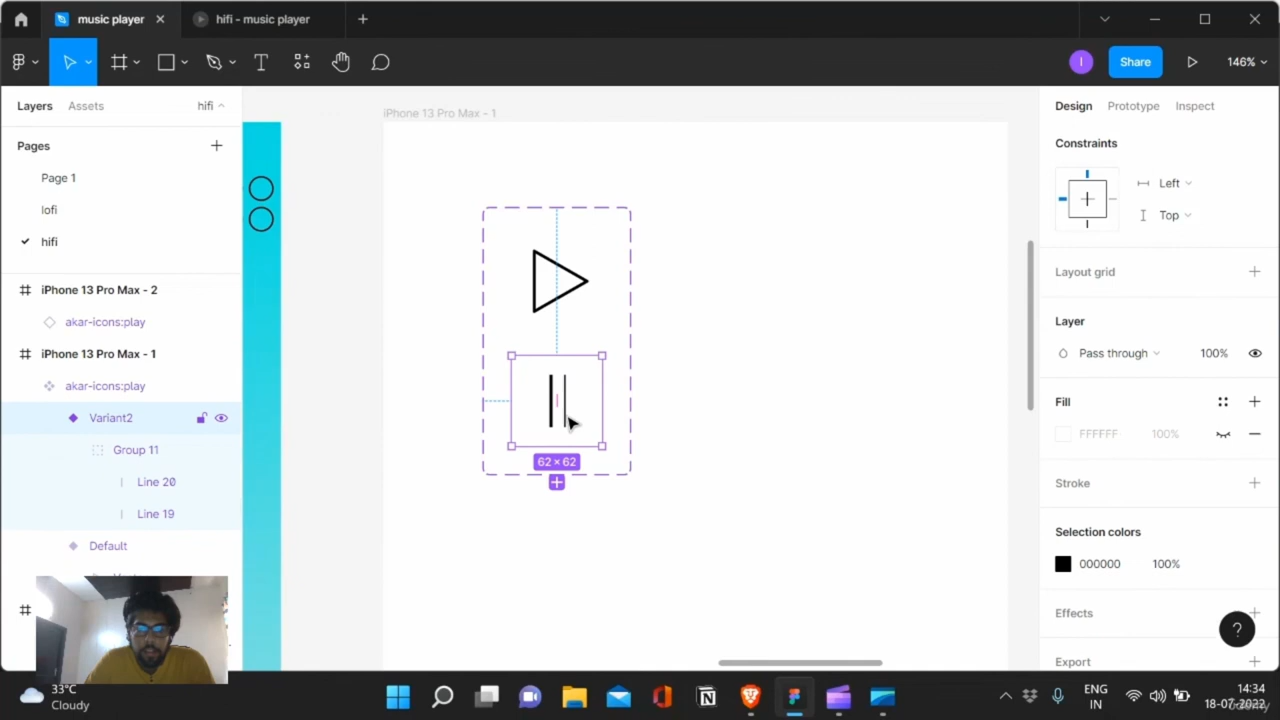 music player
hifi - music player
I
Share
146%
Layers
Assets
hifi
Pages
Page 1
lofi
hifi
iPhone 13 Pro Max - 2
akar-icons:play
iPhone 13 Pro Max - 1
akar-icons:play
Variant2
Group 11
Line 20
Line 19
Default
iPhone 13 Pro Max - 1
62 × 62
Design
Prototype
Inspect
Constraints
Left
Top
Layout grid
Layer
Pass through
100%
Fill
FFFFFF
100%
Stroke
Selection colors
000000
100%
Effects
?
Export
33°C
Cloudy
ENG
IN
14:34
18-07-2022